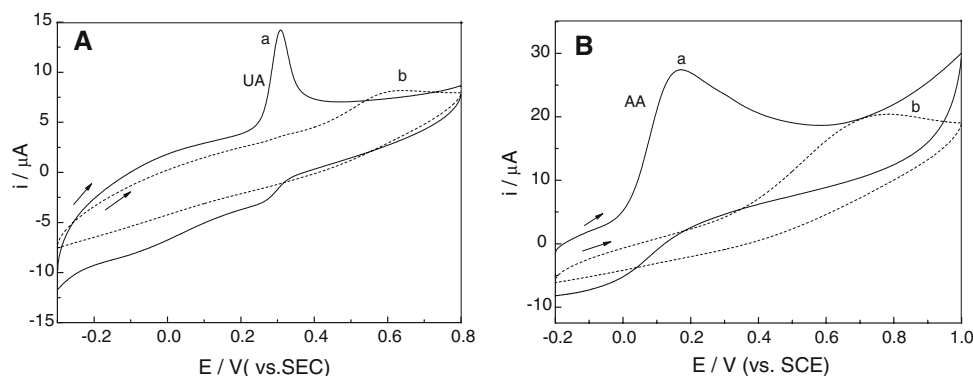 A
a
UA
b
15
10
5
0
-5
-10
-15
i / μA
-0.2 0.0 0.2 0.4 0.6 0.8
E / V( vs.SEC)
B
a
AA
b
30
20
10
0
-10
i / μA
-0.2 0.0 0.2 0.4 0.6 0.8 1.0
E / V (vs. SCE)